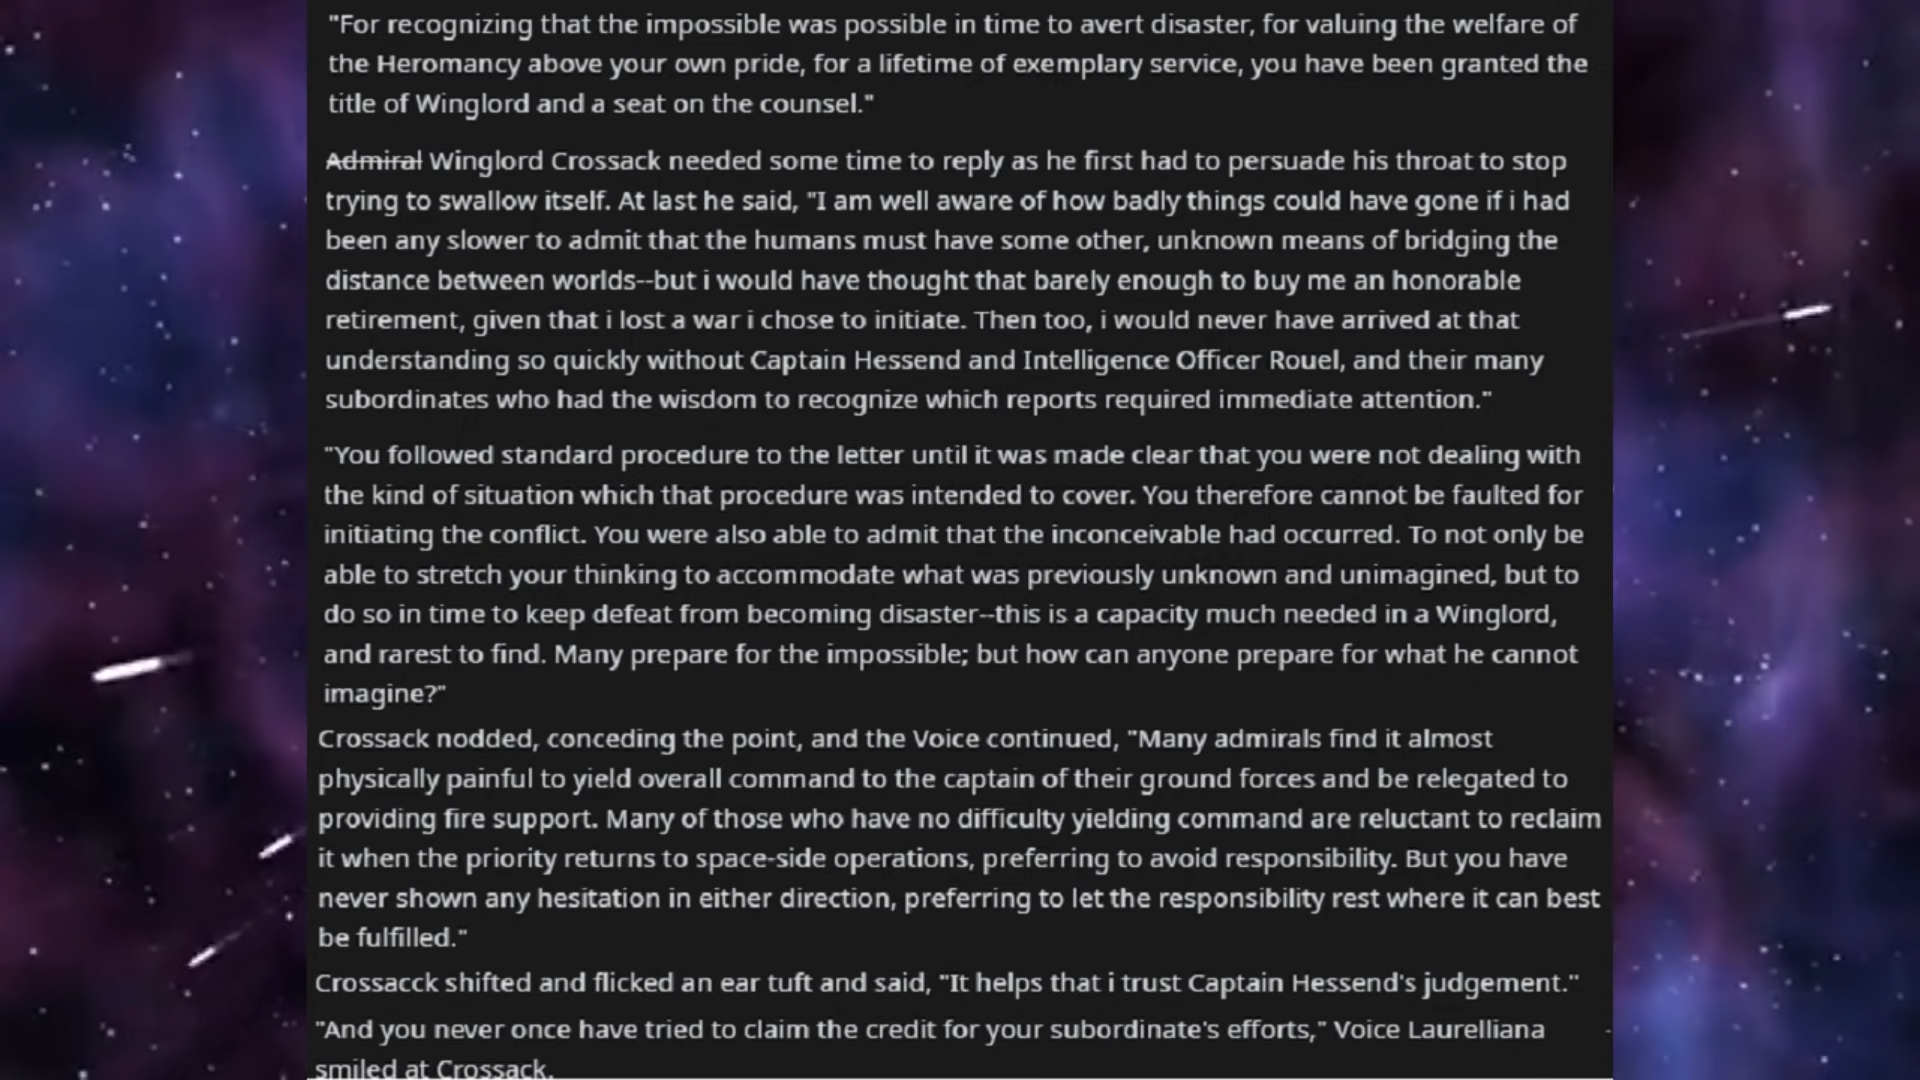 "For recognizing that the impossible was possible in time to avert disaster, for valuing the welfare of
the Heromancy above your own pride, for a lifetime of exemplary service, you have been granted the
title of Winglord and a seat on the counsel."
Admiral Winglord Crossack needed some time to reply as he first had to persuade his throat to stop
trying to swallow itself. At last he said, "I am well aware of how badly things could have gone if i had
been any slower to admit that the humans must have some other, unknown means of bridging the
distance between worlds--but i would have thought that barely enough to buy me an honorable
retirement, given that i lost a war i chose to initiate. Then too, i would never have arrived at that
understanding so quickly without Captain Hessend and Intelligence Officer Rouel, and their many
subordinates who had the wisdom to recognize which reports required immediate attention."
"You followed standard procedure to the letter until it was made clear that you were not dealing with
the kind of situation which that procedure was intended to cover. You therefore cannot be faulted for
initiating the conflict. You were also able to admit that the inconceivable had occurred. To not only be
able to stretch your thinking to accommodate what was previously unknown and unimagined, but to
do so in time to keep defeat from becoming disaster--this is a capacity much needed in a Winglord,
and rarest to find. Many prepare for the impossible; but how can anyone prepare for what he cannot
imagine?"
Crossack nodded, conceding the point, and the Voice continued, "Many admirals find it almost
physically painful to yield overall command to the captain of their ground forces and be relegated to
providing fire support. Many of those who have no difficulty yielding command are reluctant to reclaim
it when the priority returns to space-side operations, preferring to avoid responsibility. But you have
never shown any hesitation in either direction, preferring to let the responsibility rest where it can best
be fulfilled."
Crossacck shifted and flicked an ear tuft and said, "It helps that i trust Captain Hessend's judgement."
"And you never once have tried to claim the credit for your subordinate's efforts," Voice Laurelliana
smiled at Crossack.